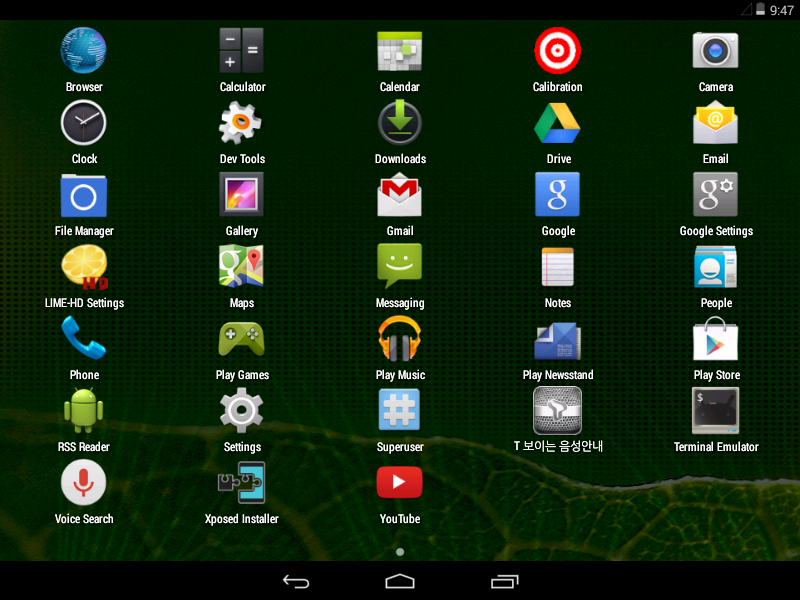 9:47
Browser
Calculator
Calendar
Calibration
Camera
Clock
Dev Tools
Downloads
Drive
Email
File Manager
Gallery
Gmail
Google
Google Settings
LIME-HD Settings
Maps
Messaging
Notes
People
Phone
Play Games
Play Music
Play Newsstand
Play Store
RSS Reader
Settings
Superuser
T 보이는 음성안내
Terminal Emulator
Voice Search
Xposed Installer
YouTube